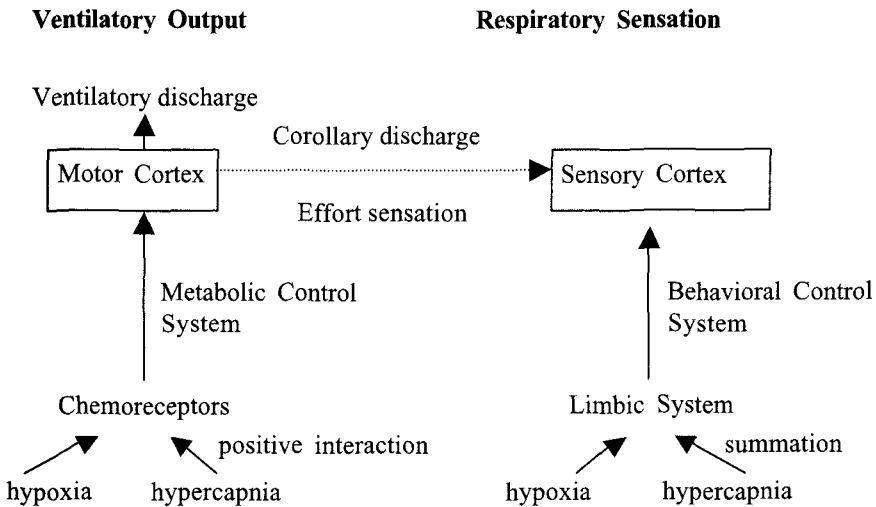 Ventilatory Output
Respiratory Sensation
Ventilatory discharge
Corollary discharge
Motor Cortex
Sensory Cortex
Effort sensation
Metabolic Control
System
Behavioral Control
System
Chemoreceptors
Limbic System
positive interaction
summation
hypoxia
hypercapnia
hypoxia
hypercapnia